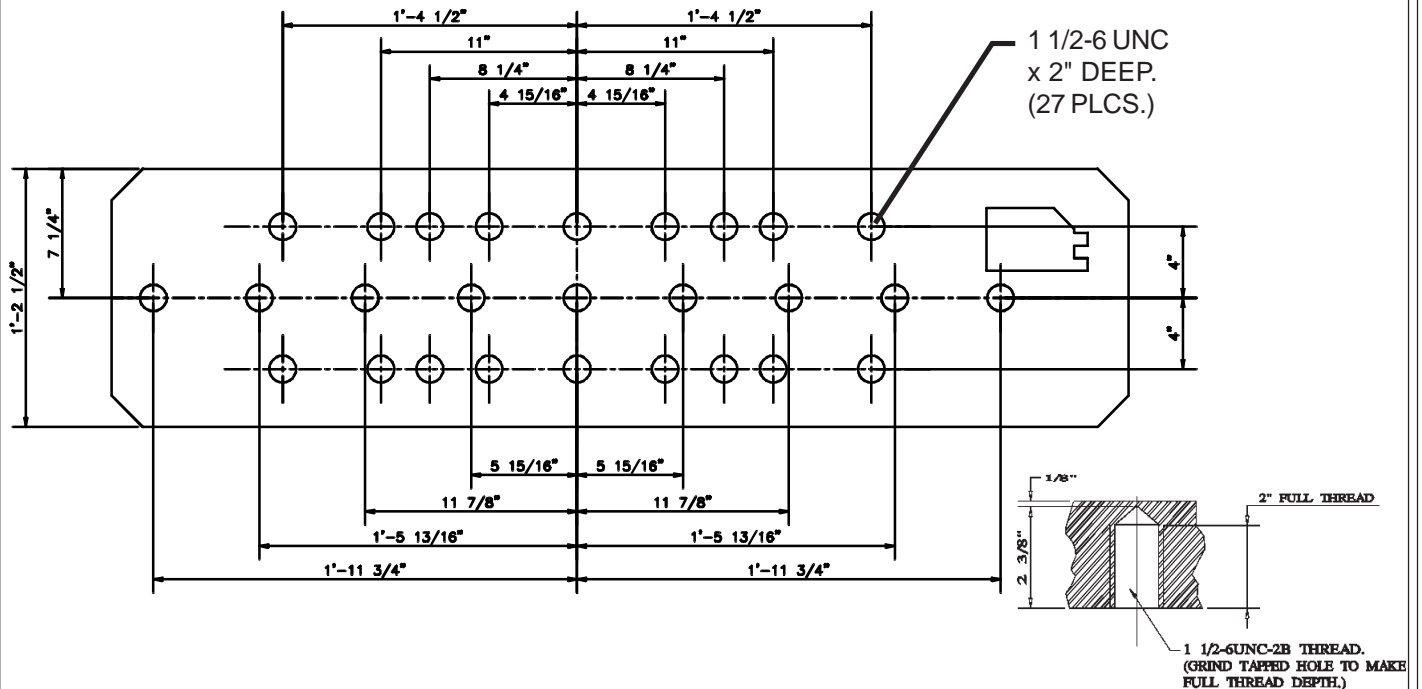 1'-4 1/2" 1'-4 1/2"
11" 11"
8 1/4" 8 1/4"
4 15/16" 4 15/16"
1 1/2-6 UNC
x 2" DEEP.
(27 PLCS.)
7 1/4"
1'-2 1/2"
4"
4"
5 15/16" 5 15/16"
11 7/8" 11 7/8"
1'-5 13/16" 1'-5 13/16"
1'-11 3/4" 1'-11 3/4"
1/8"
2" FULL THREAD
2 3/8"
1 1/2-6UNC-2B THREAD.
(GRIND TAPPED HOLE TO MAKE
FULL THREAD DEPTH.)